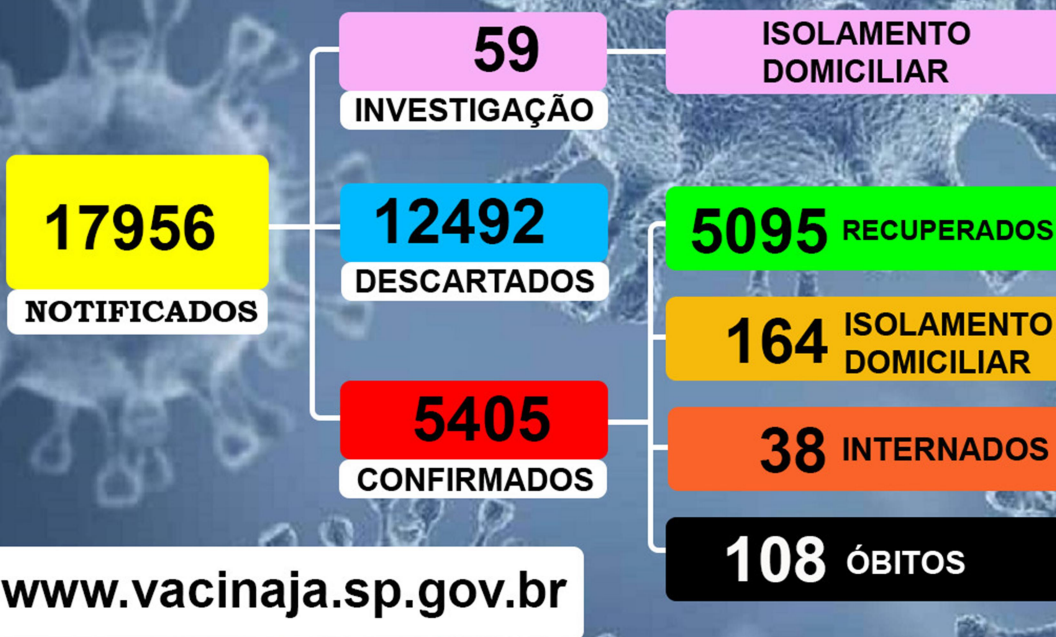 17956
NOTIFICADOS
59
INVESTIGAÇÃO
ISOLAMENTO
DOMICILIAR
12492
DESCARTADOS
5405
CONFIRMADOS
5095 RECUPERADOS
164 ISOLAMENTO
DOMICILIAR
38 INTERNADOS
108 ÓBITOS
www.vacinaja.sp.gov.br